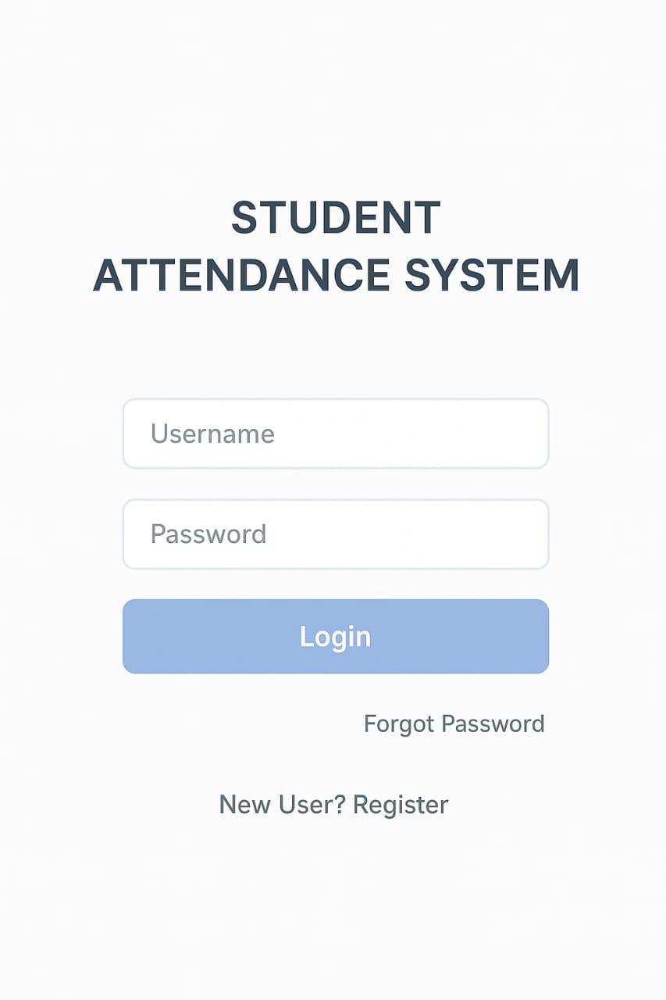 STUDENT
ATTENDANCE SYSTEM
Username
Password
Login
Forgot Password
New User? Register